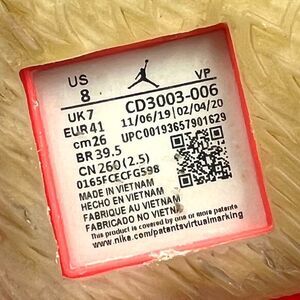 US VP
8
UK 7 CD3003-006
EUR 41 11/06/19 02/04/20
cm 26 UPC00193657901629
BR 39.5
CN 260 (2.5)
0165FCECFG598
MADE IN VIETNAM
HECHO EN VIETNAM
FABRIQUE AU VIETNAM
FABRICADO NO VIETNAM
This product is covered by one or more patents
www.nike.com/patentsvirtualmarking